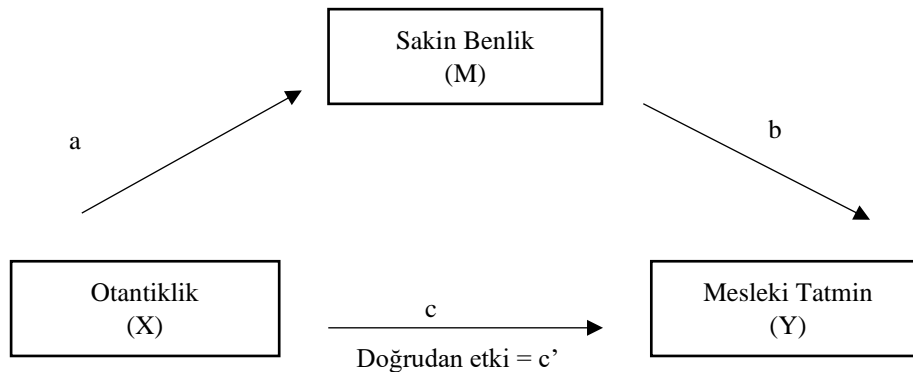 Sakin Benlik
(M)
a
b
Otantiklik
(X)
c
Doğrudan etki = c’
Mesleki Tatmin
(Y)